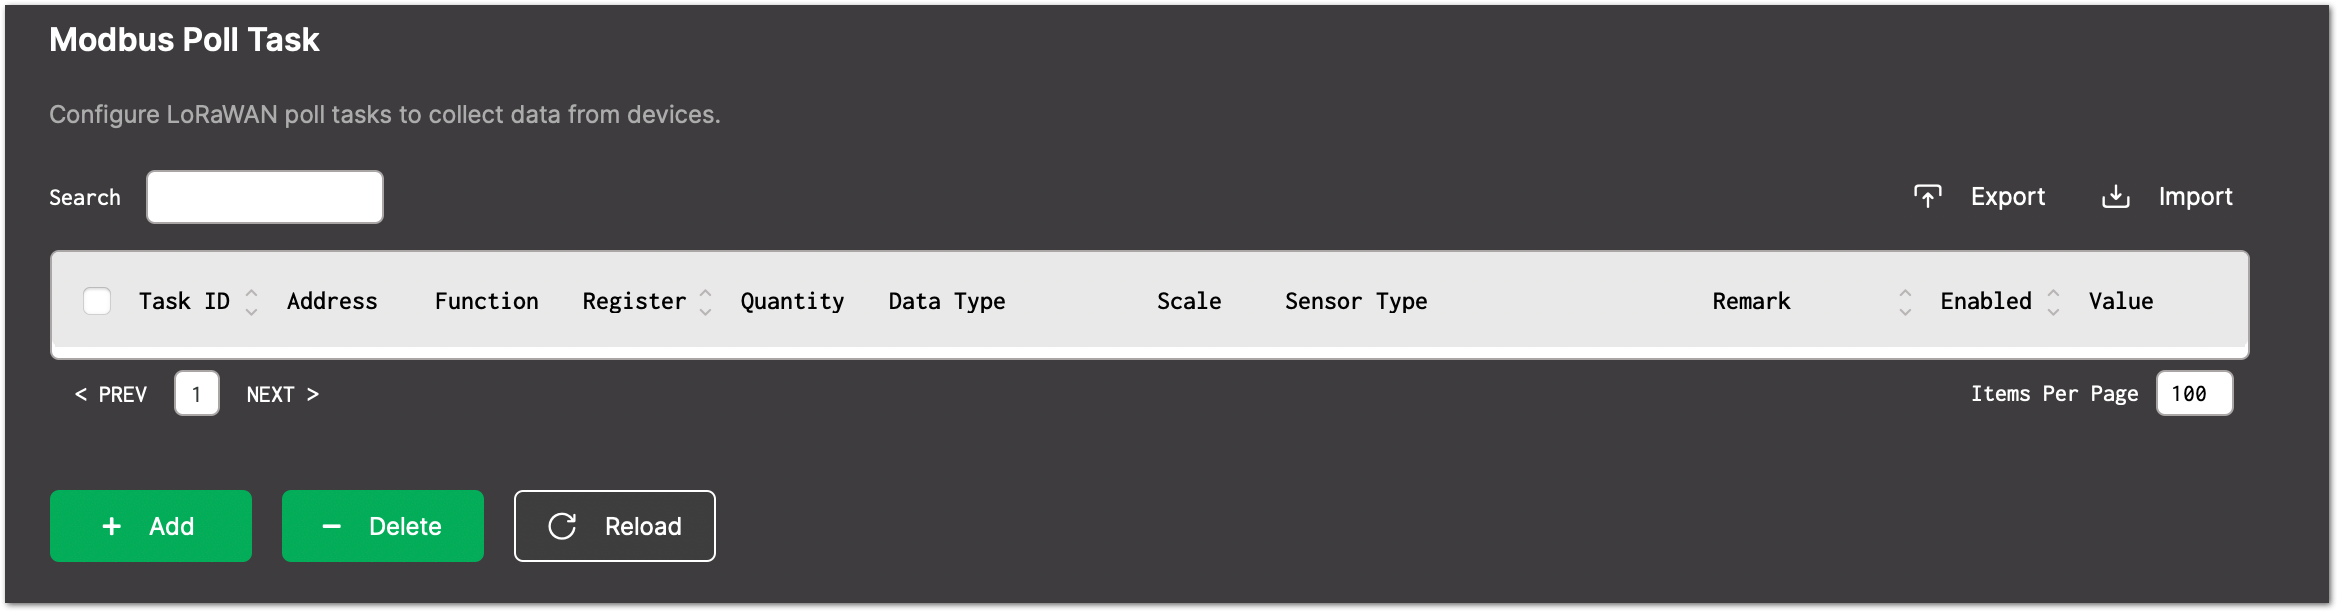 Modbus Poll Task
Configure LoRaWAN poll tasks to collect data from devices.
Search Export Import
Task ID Address Function Register Quantity Data Type Scale Sensor Type Remark Enabled Value
< PREV 1 NEXT > Items Per Page 100
+ Add − Delete Reload